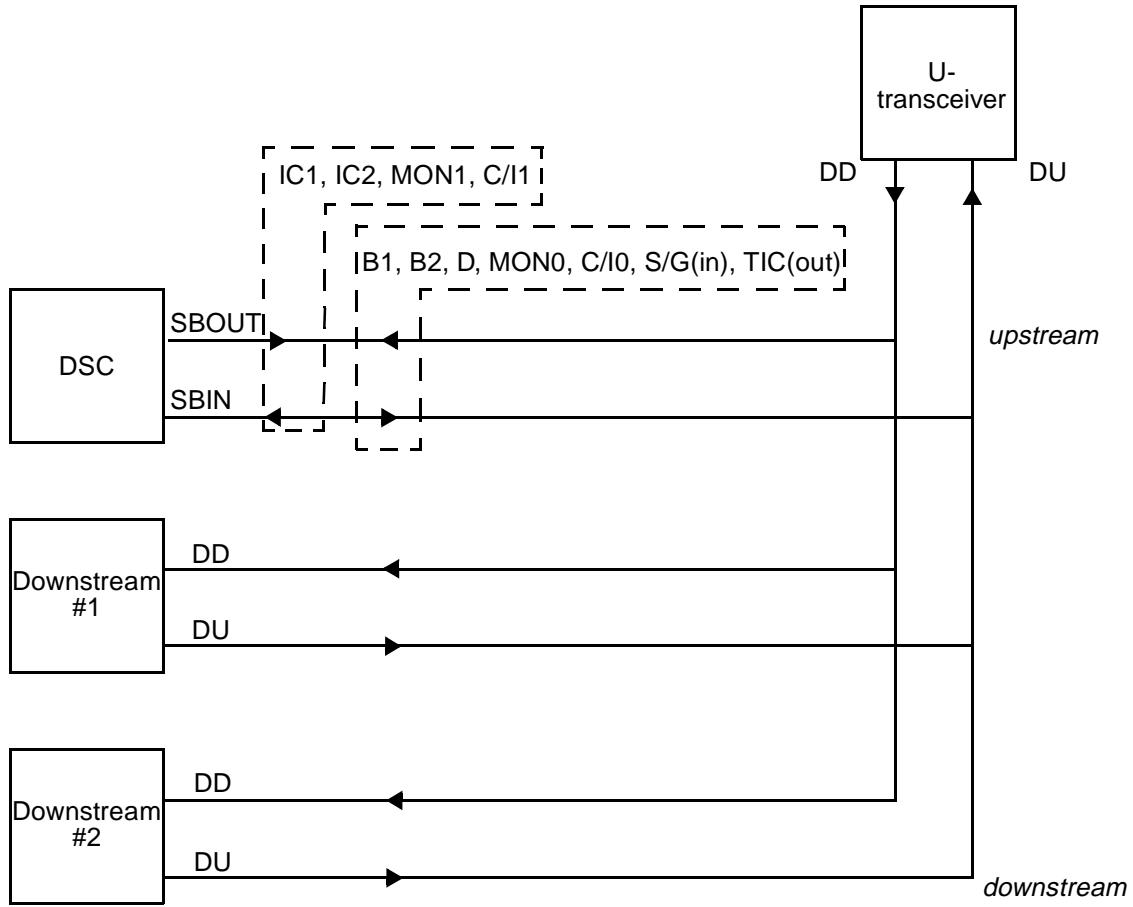 U-
transceiver
DD
DU
IC1, IC2, MON1, C/I1
B1, B2, D, MON0, C/I0, S/G(in), TIC(out)
SBOUT
upstream
DSC
SBIN
DD
Downstream
#1
DU
DD
Downstream
#2
DU
downstream